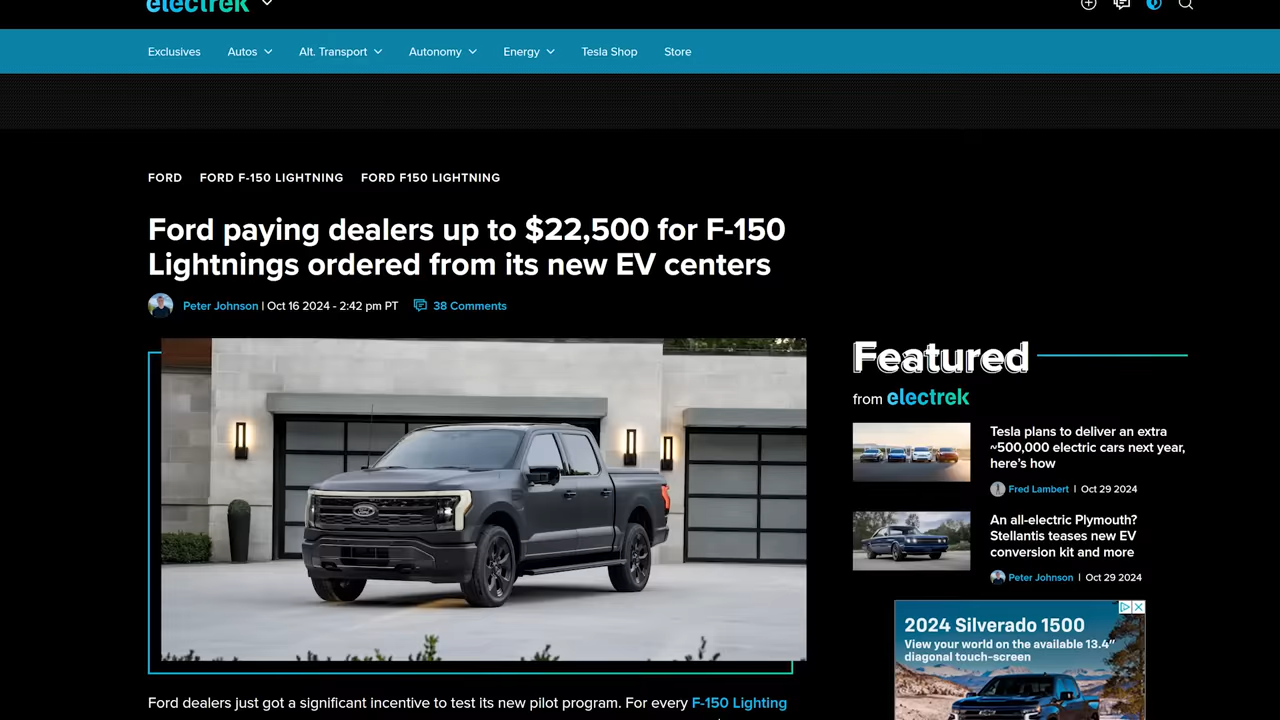 electrek
Exclusives Autos Alt. Transport Autonomy Energy Tesla Shop Store
FORD FORD F-150 LIGHTNING FORD F150 LIGHTNING
Ford paying dealers up to $22,500 for F-150
Lightnings ordered from its new EV centers
Peter Johnson | Oct 16 2024 - 2:42 pm PT 38 Comments
Ford
Featured
from electrek
Tesla plans to deliver an extra
~500,000 electric cars next year,
here's how
Fred Lambert | Oct 29 2024
An all-electric Plymouth?
Stellantis teases new EV
conversion kit and more
Peter Johnson | Oct 29 2024
2024 Silverado 1500
View your world on the available 13.4"
diagonal touch-screen
Ford dealers just got a significant incentive to test its new pilot program. For every F-150 Lighting